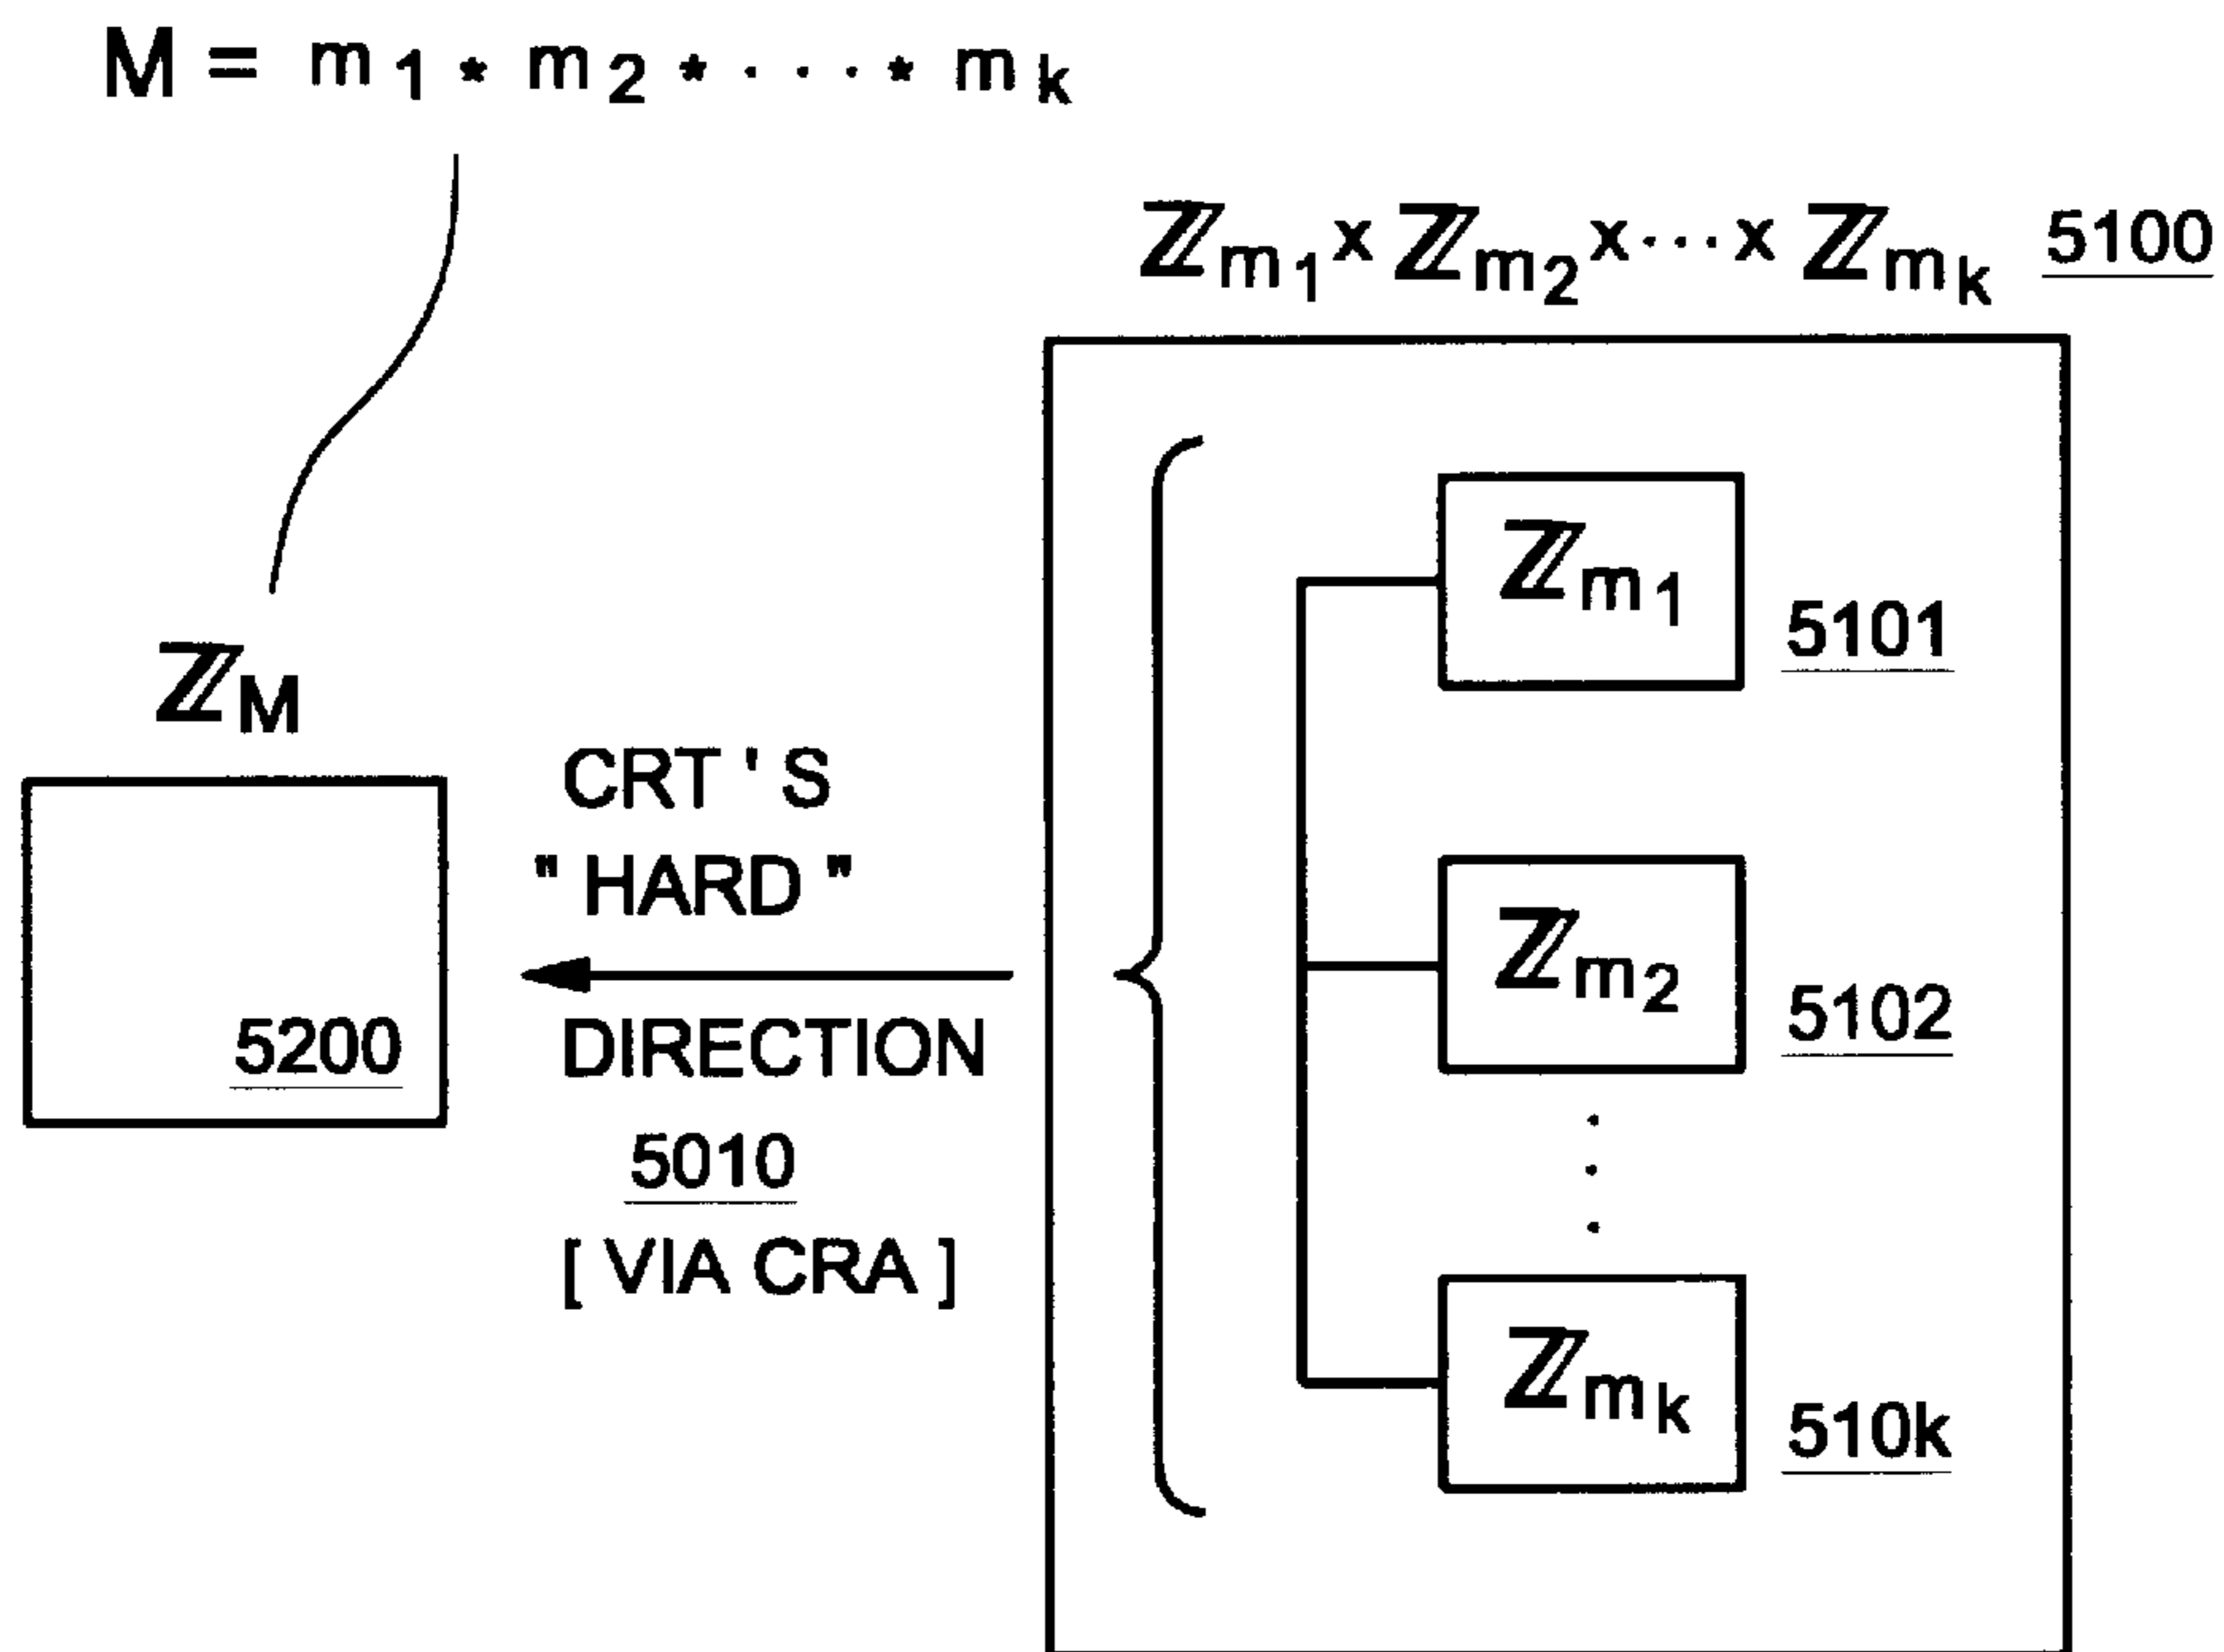 M = m₁ * m₂ * · · · * mₖ
ℤm₁ x ℤm₂ x · · · x ℤmₖ 5100
ℤm₁
5101
ℤM
CRT ' S
" HARD "
ℤm₂
5102
5200
DIRECTION
5010
[ VIA CRA ]
ℤmₖ
510k